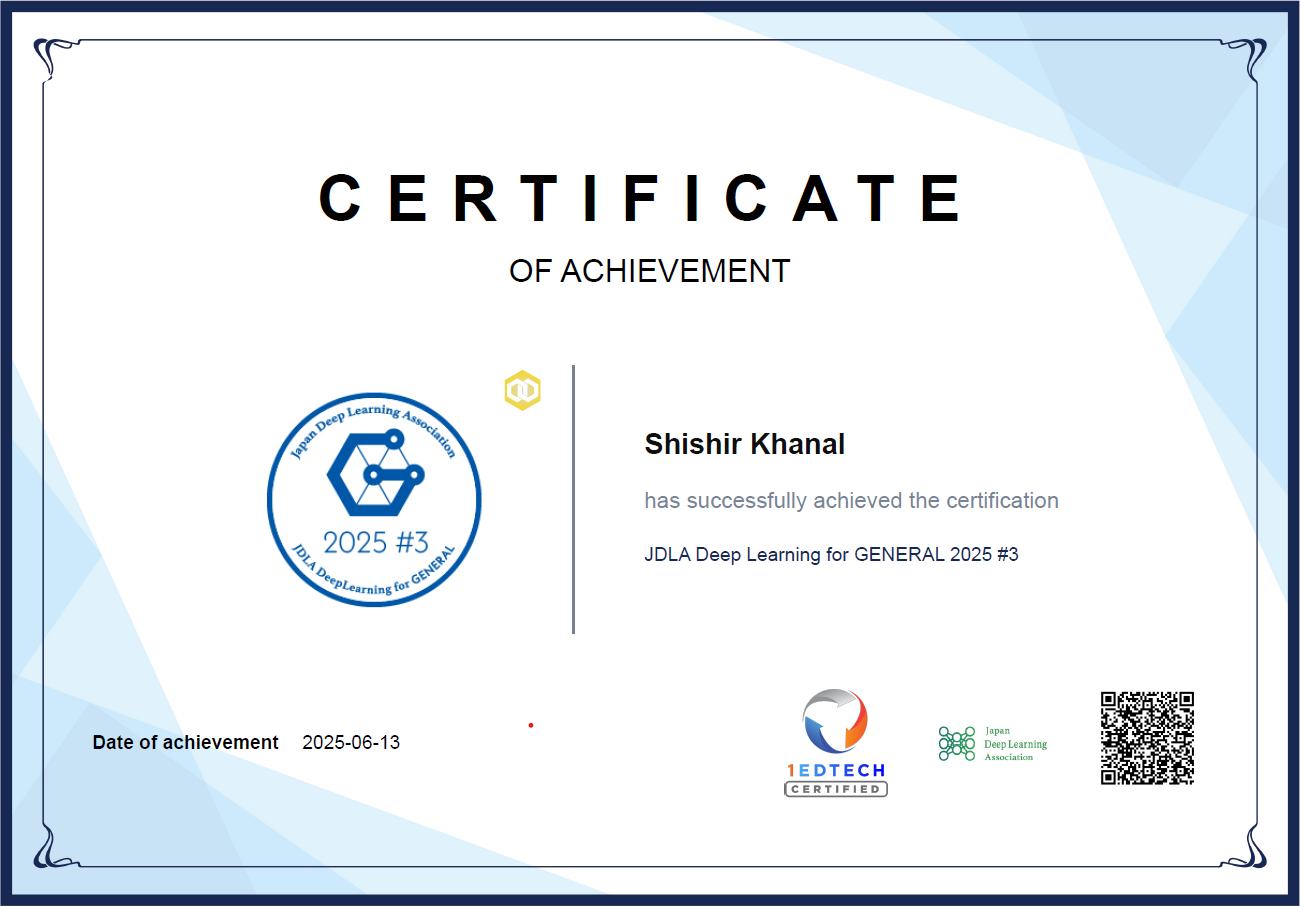 CERTIFICATE
OF ACHIEVEMENT
Japan Deep Learning Association
2025 #3
JDLA DeepLearning for GENERAL
Shishir Khanal
has successfully achieved the certification
JDLA Deep Learning for GENERAL 2025 #3
Date of achievement 2025-06-13
1EDTECH
CERTIFIED
Japan
Deep Learning
Association